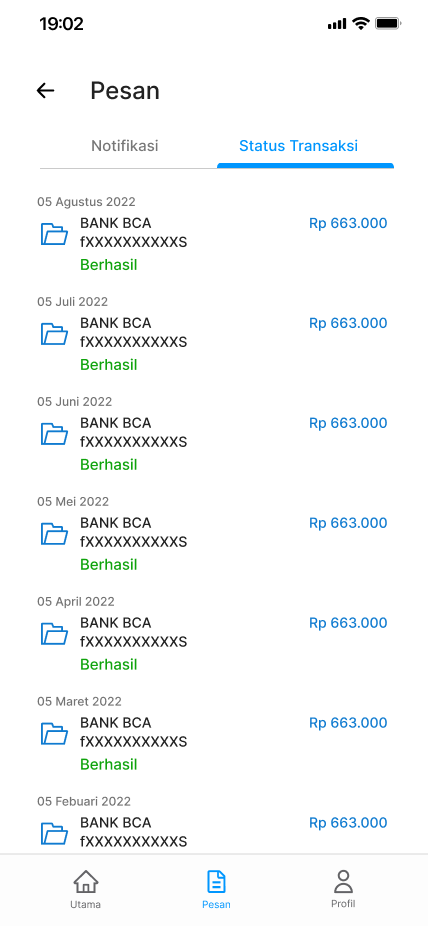 19:02
Pesan
Notifikasi
Status Transaksi
05 Agustus 2022
BANK BCA
Rp 663.000
fXXXXXXXXXXS
Berhasil
05 Juli 2022
BANK BCA
Rp 663.000
fXXXXXXXXXXS
Berhasil
05 Juni 2022
BANK BCA
Rp 663.000
fXXXXXXXXXXS
Berhasil
05 Mei 2022
BANK BCA
Rp 663.000
fXXXXXXXXXXS
Berhasil
05 April 2022
BANK BCA
Rp 663.000
fXXXXXXXXXXS
Berhasil
05 Maret 2022
BANK BCA
Rp 663.000
fXXXXXXXXXXS
Berhasil
05 Febuari 2022
BANK BCA
Rp 663.000
fXXXXXXXXXXS
Utama
Pesan
Profil